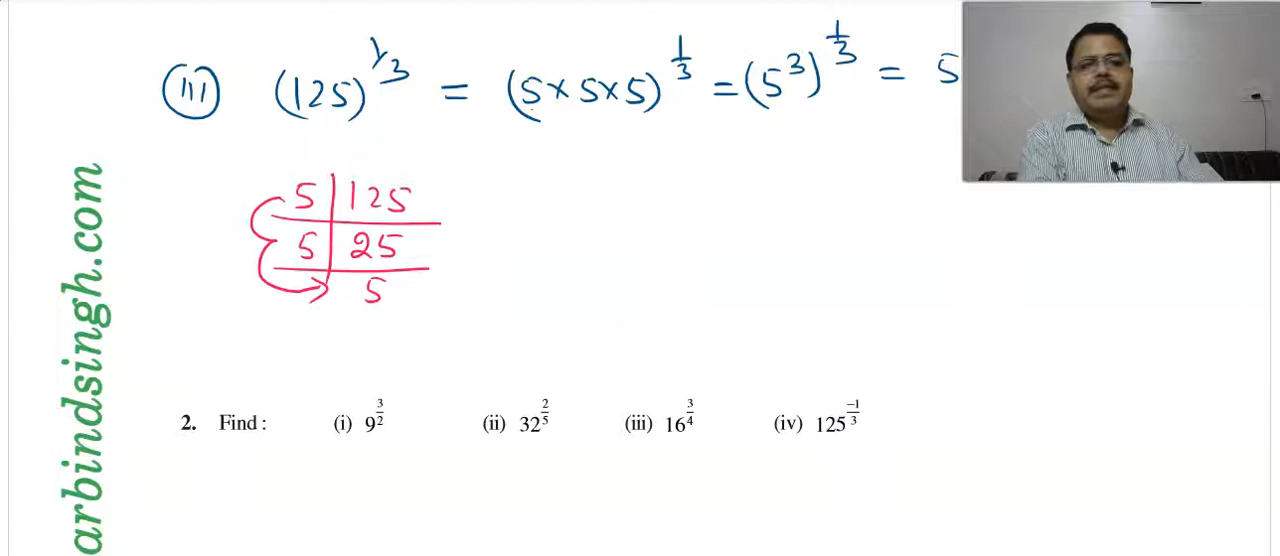 (iii) (125)^{1/3} = (5×5×5)^{1/3} = (5^3)^{1/3} = 5
5 | 125
5 | 25
5
arbindsingh.com
2. Find : (i) 9^{3/2} (ii) 32^{2/5} (iii) 16^{3/4} (iv) 125^{-1/3}